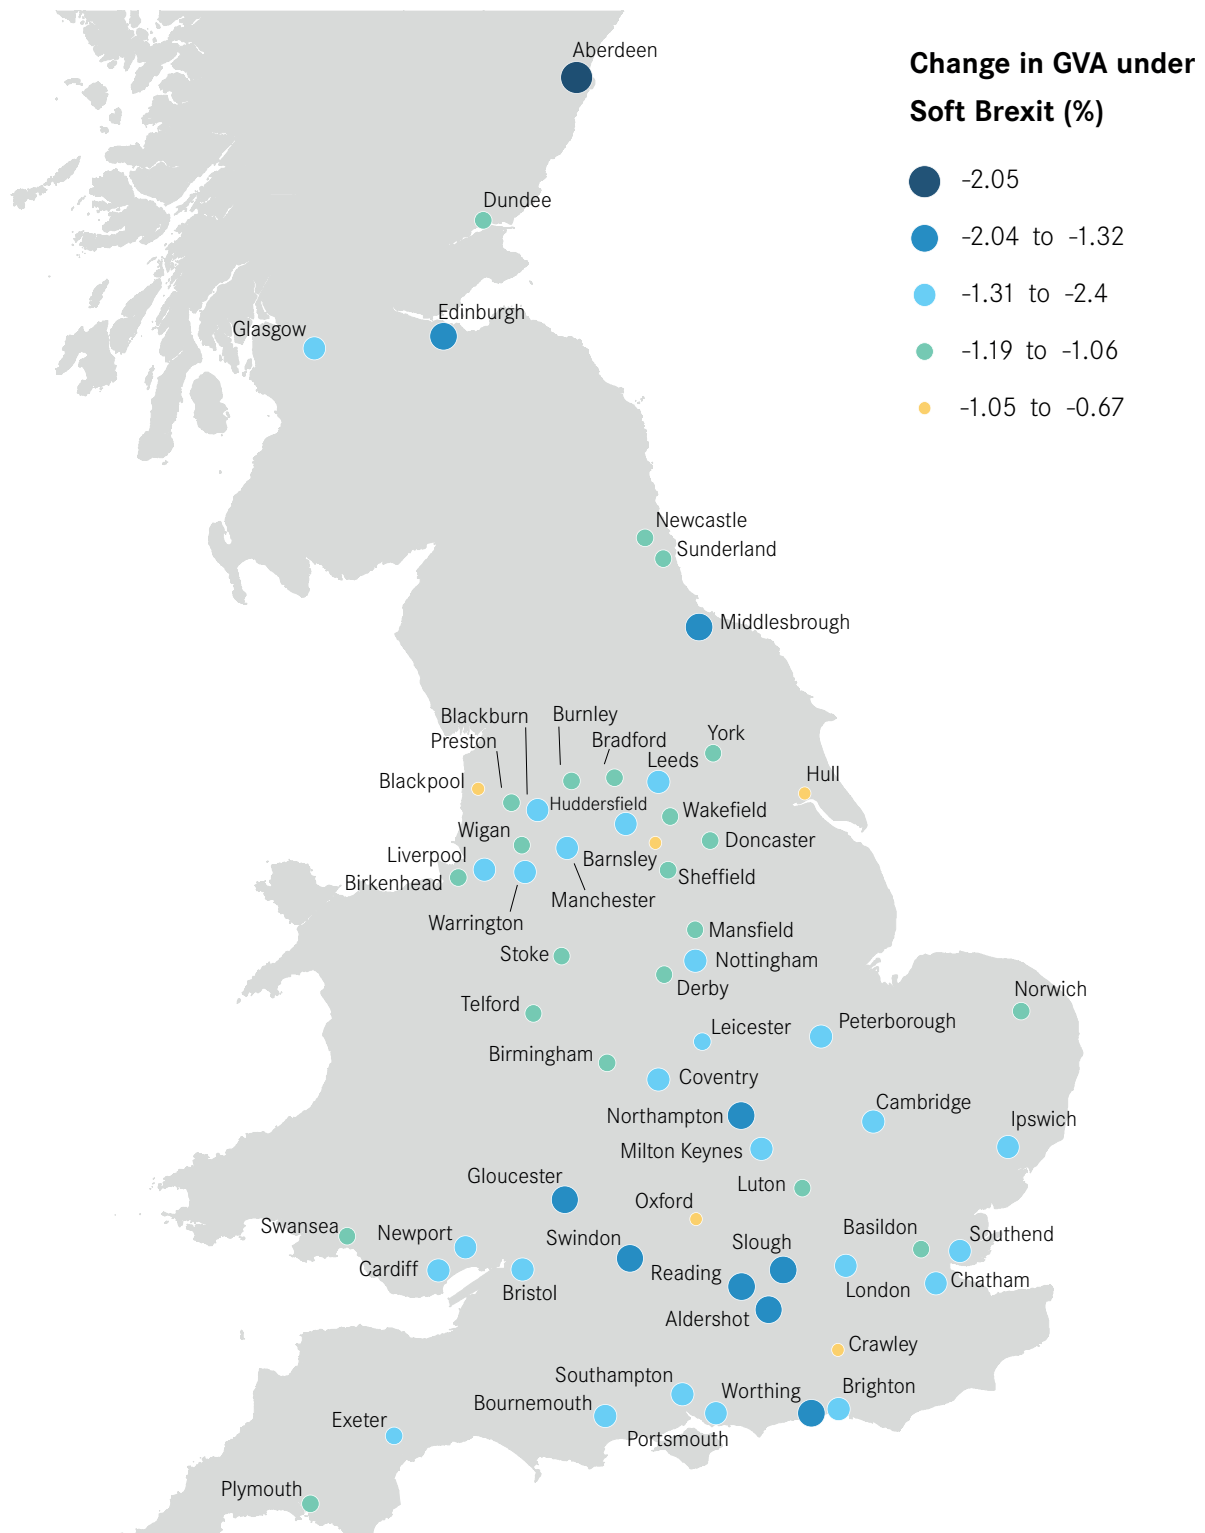 Change in GVA under
Soft Brexit (%)
-2.05
-2.04 to -1.32
-1.31 to -2.4
-1.19 to -1.06
-1.05 to -0.67
Aberdeen
Dundee
Edinburgh
Glasgow
Newcastle
Sunderland
Middlesbrough
Blackburn
Burnley
Preston
Bradford
York
Leeds
Blackpool
Hull
Huddersfield
Wakefield
Wigan
Doncaster
Liverpool
Barnsley
Birkenhead
Sheffield
Manchester
Warrington
Mansfield
Stoke
Nottingham
Derby
Norwich
Telford
Leicester
Peterborough
Birmingham
Coventry
Cambridge
Northampton
Ipswich
Milton Keynes
Gloucester
Luton
Oxford
Swansea
Newport
Swindon
Slough
Basildon
Southend
Cardiff
Reading
Bristol
London
Chatham
Aldershot
Crawley
Southampton
Worthing
Brighton
Bournemouth
Exeter
Portsmouth
Plymouth